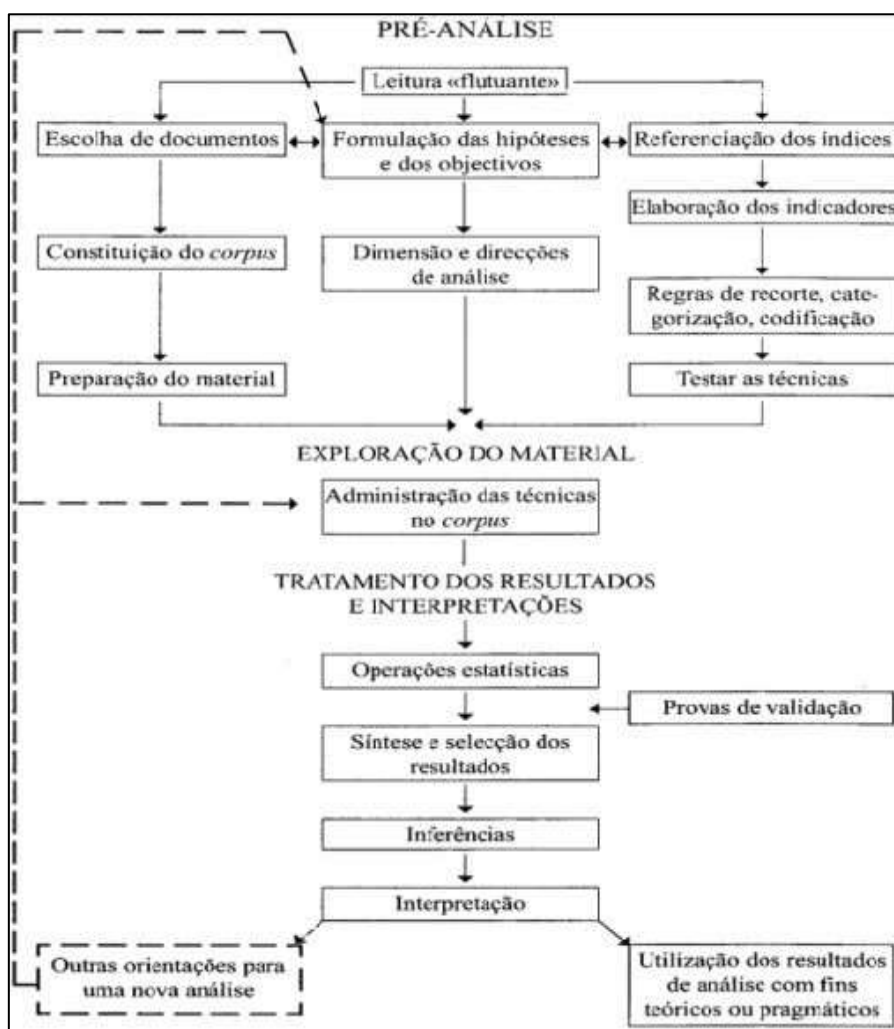 PRÉ-ANÁLISE
Leitura «flutuante»
Escolha de documentos
Formulação das hipóteses
e dos objectivos
Referenciação dos índices
Elaboração dos indicadores
Constituição do corpus
Dimensão e direcções
de análise
Regras de recorte, cate-
gorização, codificação
Preparação do material
Testar as técnicas
EXPLORAÇÃO DO MATERIAL
Administração das técnicas
no corpus
TRATAMENTO DOS RESULTADOS
E INTERPRETAÇÕES
Operações estatísticas
Provas de validação
Síntese e selecção dos
resultados
Inferências
Interpretação
Outras orientações para
uma nova análise
Utilização dos resultados
de análise com fins
teóricos ou pragmáticos